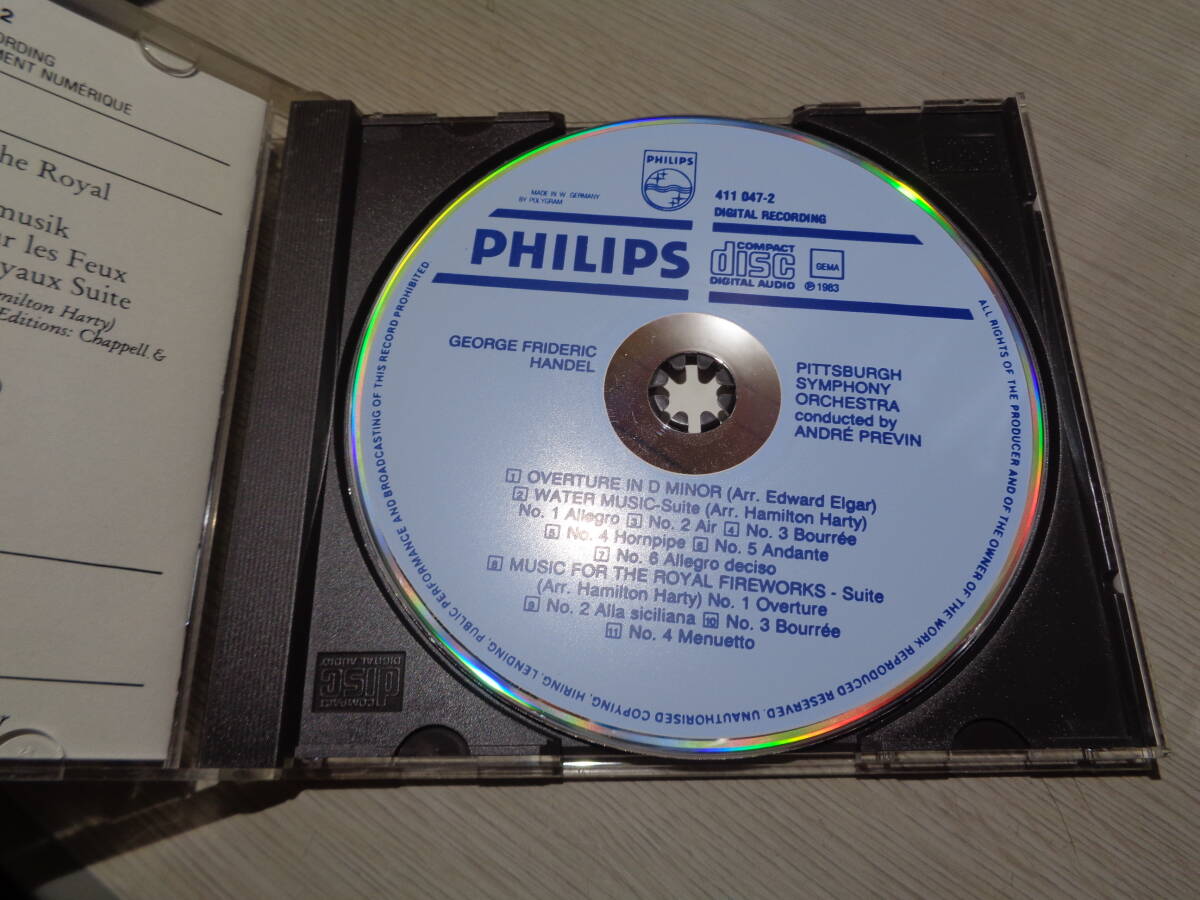 2
ORDING
MENT NUMÉRIQUE
he Royal
musik
ur les Feux
yaux Suite
milton Harty)
Editions: Chappell &
PHILIPS
MADE IN W. GERMANY
BY POLYGRAM
411 047-2
DIGITAL RECORDING
PHILIPS
COMPACT
disc
DIGITAL AUDIO
GEMA
℗ 1983
GEORGE FRIDERIC
HANDEL
PITTSBURGH
SYMPHONY
ORCHESTRA
conducted by
ANDRÉ PREVIN
1 OVERTURE IN D MINOR (Arr. Edward Elgar)
2 WATER MUSIC-Suite (Arr. Hamilton Harty)
No. 1 Allegro 3 No. 2 Air 4 No. 3 Bourrée
5 No. 4 Hornpipe 6 No. 5 Andante
7 No. 6 Allegro deciso
8 MUSIC FOR THE ROYAL FIREWORKS - Suite
(Arr. Hamilton Harty) No. 1 Overture
9 No. 2 Alla siciliana 10 No. 3 Bourrée
11 No. 4 Menuetto
ALL RIGHTS OF THE PRODUCER AND OF THE OWNER OF THE WORK REPRODUCED RESERVED. UNAUTHORISED COPYING, HIRING, LENDING, PUBLIC PERFORMANCE AND BROADCASTING OF THIS RECORD PROHIBITED
COMPACT
disc
DIGITAL AUDIO